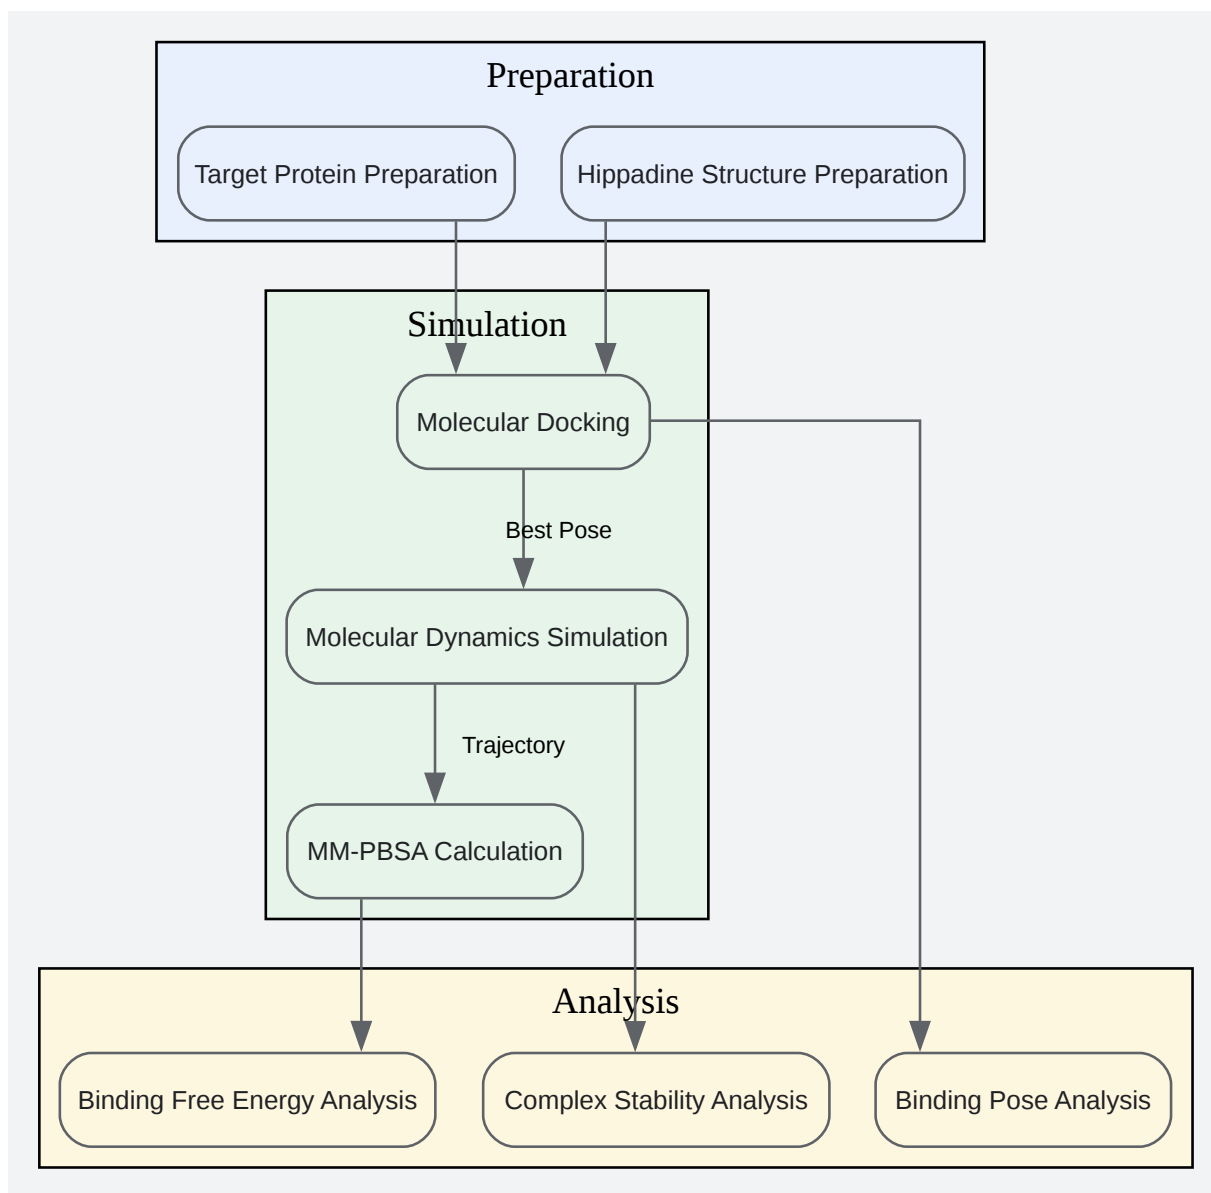 Preparation
Target Protein Preparation
Hippadine Structure Preparation
Simulation
Molecular Docking
Best Pose
Molecular Dynamics Simulation
Trajectory
MM-PBSA Calculation
Analysis
Binding Free Energy Analysis
Complex Stability Analysis
Binding Pose Analysis